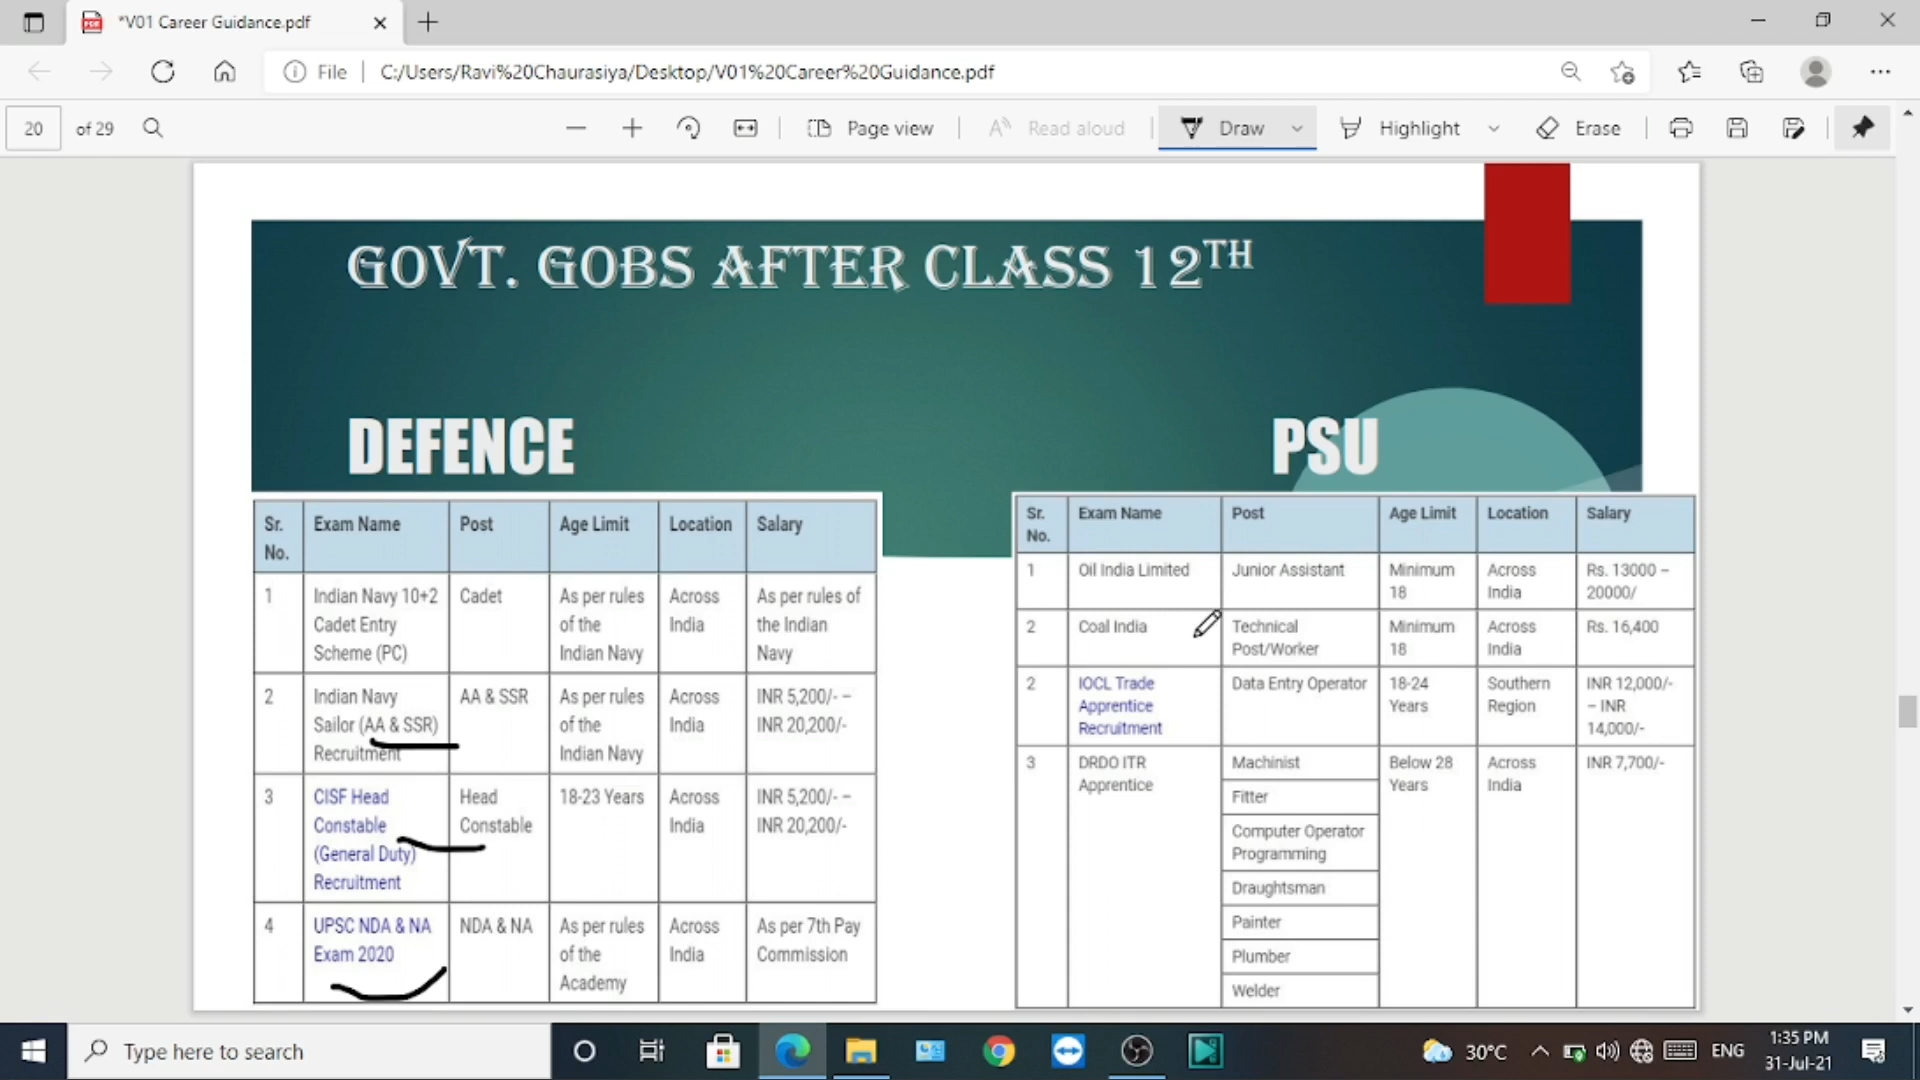 *V01 Career Guidance.pdf
File
C:/Users/Ravi%20Chaurasiya/Desktop/V01%20Career%20Guidance.pdf
20 of 29
Page view
Read aloud
Draw
Highlight
Erase
GOVT. GOBS AFTER CLASS 12TH
DEFENCE
PSU
Sr. No. Exam Name Post Age Limit Location Salary
1 Indian Navy 10+2 Cadet Entry Scheme (PC) Cadet As per rules of the Indian Navy Across India As per rules of the Indian Navy
2 Indian Navy Sailor (AA & SSR) Recruitment AA & SSR As per rules of the Indian Navy Across India INR 5,200/- – INR 20,200/-
3 CISF Head Constable (General Duty) Recruitment Head Constable 18-23 Years Across India INR 5,200/- – INR 20,200/-
4 UPSC NDA & NA Exam 2020 NDA & NA As per rules of the Academy Across India As per 7th Pay Commission
Sr. No. Exam Name Post Age Limit Location Salary
1 Oil India Limited Junior Assistant Minimum 18 Across India Rs. 13000 – 20000/
2 Coal India Technical Post/Worker Minimum 18 Across India Rs. 16,400
2 IOCL Trade Apprentice Recruitment Data Entry Operator 18-24 Years Southern Region INR 12,000/- – INR 14,000/-
3 DRDO ITR Apprentice Machinist Below 28 Years Across India INR 7,700/-
Fitter
Computer Operator Programming
Draughtsman
Painter
Plumber
Welder
Type here to search
30°C
ENG
1:35 PM
31-Jul-21